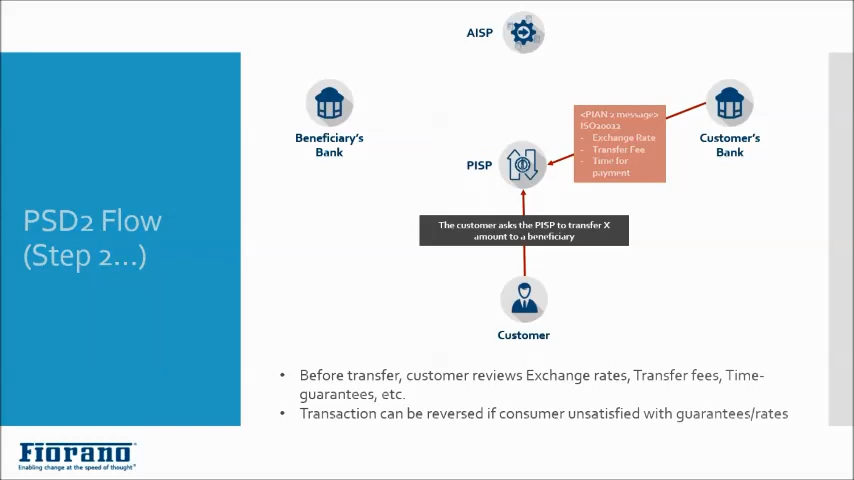 AISP
Beneficiary's
Bank
<PIAN 2 message>
ISO20022
- Exchange Rate
- Transfer Fee
- Time for
payment
Customer's
Bank
PISP
PSD2 Flow
(Step 2...)
The customer asks the PISP to transfer X
amount to a beneficiary
Customer
• Before transfer, customer reviews Exchange rates, Transfer fees, Time-
guarantees, etc.
• Transaction can be reversed if consumer unsatisfied with guarantees/rates
Fiorano
Enabling change at the speed of thought